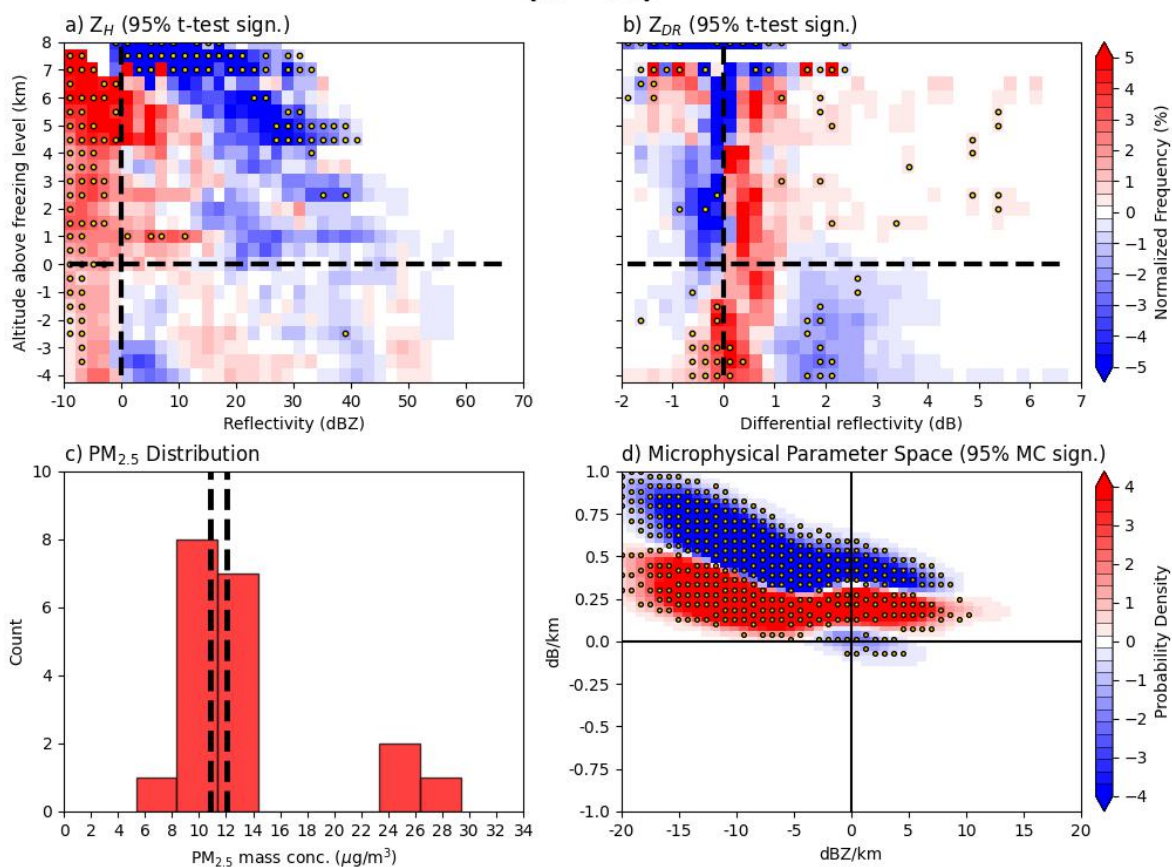 a) Z_H (95% t-test sign.)
b) Z_DR (95% t-test sign.)
8
7
6
5
4
3
2
1
0
-1
-2
-3
-4
Altitude above freezing level (km)
-10 0 10 20 30 40 50 60 70
Reflectivity (dBZ)
-2 -1 0 1 2 3 4 5 6 7
Differential reflectivity (dB)
5
4
3
2
1
0
−1
−2
−3
−4
−5
Normalized Frequency (%)
c) PM2.5 Distribution
d) Microphysical Parameter Space (95% MC sign.)
10
8
6
4
2
0
Count
0 2 4 6 8 10 12 14 16 18 20 22 24 26 28 30 32 34
PM2.5 mass conc. (μg/m³)
1.0
0.75
0.5
0.25
0.0
-0.25
-0.5
-0.75
-1.0
dB/km
-20 -15 -10 -5 0 5 10 15 20
dBZ/km
4
3
2
1
0
−1
−2
−3
−4
Probability Density